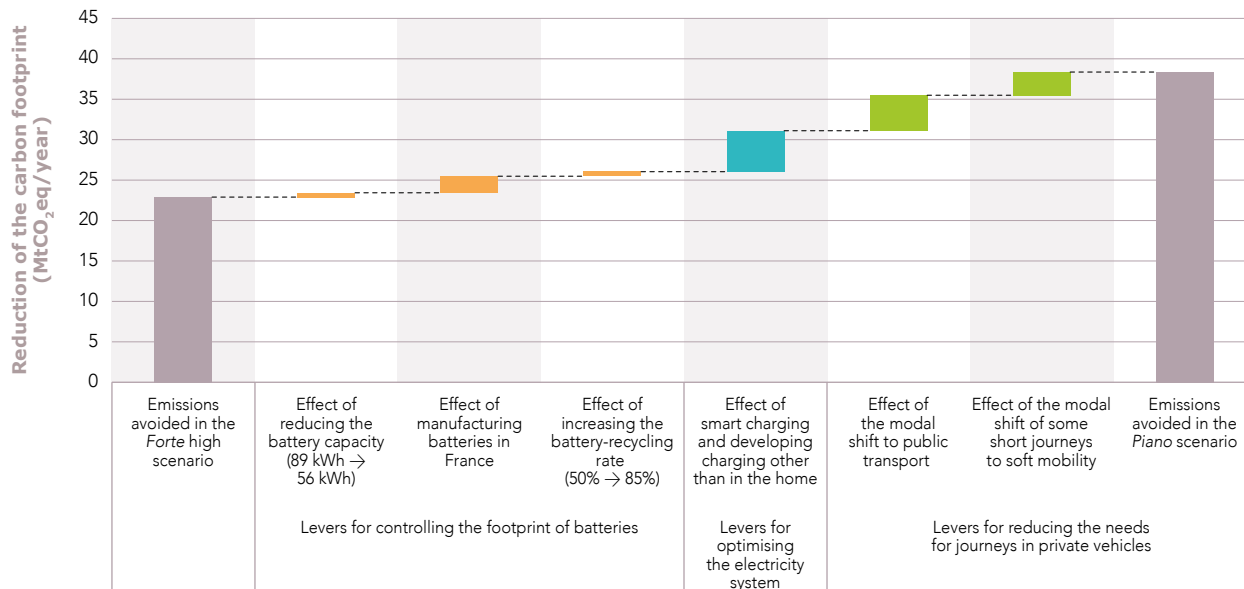 Reduction of the carbon footprint
(MtCO₂eq/year)
45
40
35
30
25
20
15
10
5
0
Emissions
avoided in the
Forte high
scenario
Effect of
reducing the
battery capacity
(89 kWh →
56 kWh)
Effect of
manufacturing
batteries in
France
Effect of
increasing the
battery-recycling
rate
(50% → 85%)
Effect of
smart charging
and developing
charging other
than in the home
Effect of
the modal
shift to public
transport
Effect of the modal
shift of some
short journeys
to soft mobility
Emissions
avoided in the
Piano scenario
Levers for controlling the footprint of batteries
Levers for
optimising
the electricity
system
Levers for reducing the needs
for journeys in private vehicles